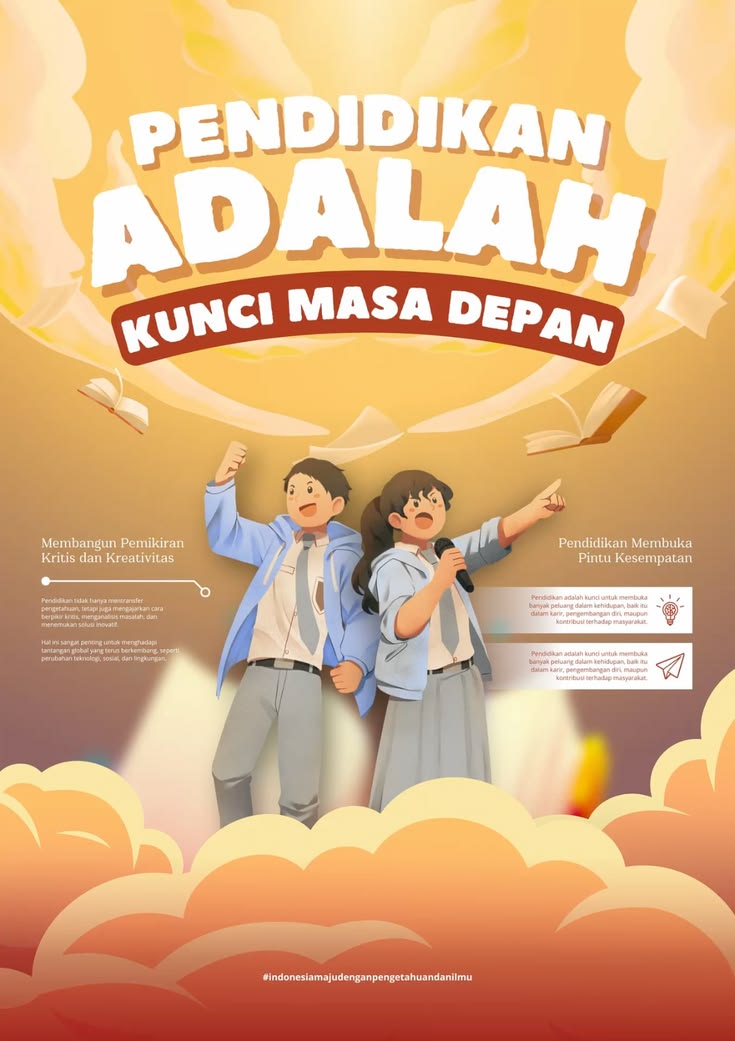 PENDIDIKAN
ADALAH
KUNCI MASA DEPAN
Membangun Pemikiran
Kritis dan Kreativitas
Pendidikan tidak hanya mentransfer
pengetahuan, tetapi juga mengajarkan cara
berpikir kritis, menganalisis masalah, dan
menemukan solusi inovatif.
Hal ini sangat penting untuk menghadapi
tantangan global yang terus berkembang, seperti
perubahan teknologi, sosial, dan lingkungan.
Pendidikan Membuka
Pintu Kesempatan
Pendidikan adalah kunci untuk membuka
banyak peluang dalam kehidupan, baik itu
dalam karir, pengembangan diri, maupun
kontribusi terhadap masyarakat.
Pendidikan adalah kunci untuk membuka
banyak peluang dalam kehidupan, baik itu
dalam karir, pengembangan diri, maupun
kontribusi terhadap masyarakat.
#indonesiamajudenganpengetahuandanilmu